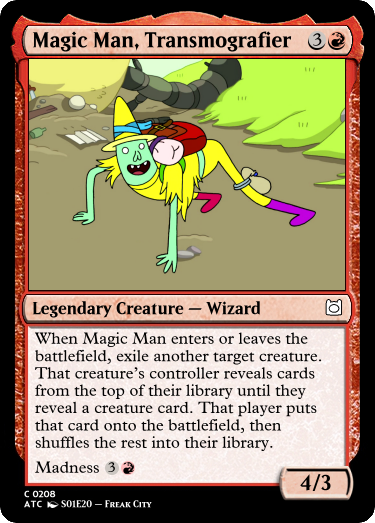 Magic Man, Transmografier 3
Legendary Creature — Wizard
When Magic Man enters or leaves the
battlefield, exile another target creature.
That creature's controller reveals cards
from the top of their library until they
reveal a creature card. That player puts
that card onto the battlefield, then
shuffles the rest into their library.
Madness 3
4/3
C 0208
ATC S01E20 – Freak City